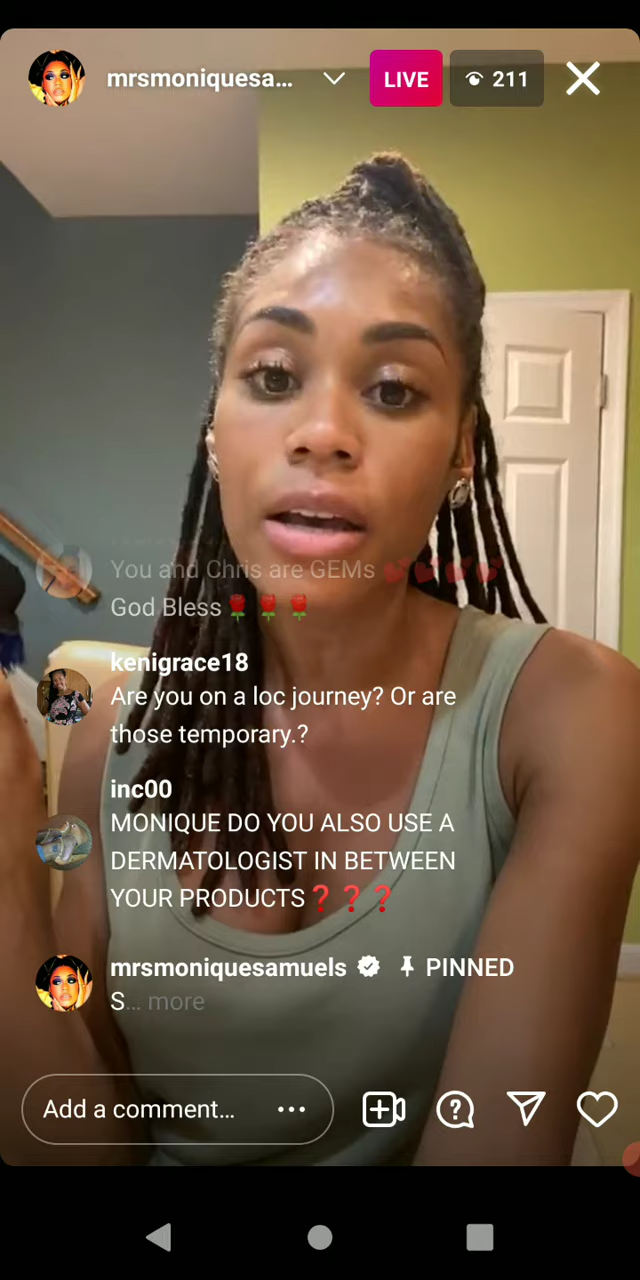 mrsmoniquesa...
LIVE
211
You and Chris are GEMs 💕💕💕💕
God Bless🌹🌹🌹
kenigrace18
Are you on a loc journey? Or are
those temporary.?
inc00
MONIQUE DO YOU ALSO USE A
DERMATOLOGIST IN BETWEEN
YOUR PRODUCTS❓❓❓
mrsmoniquesamuels PINNED
S... more
Add a comment...